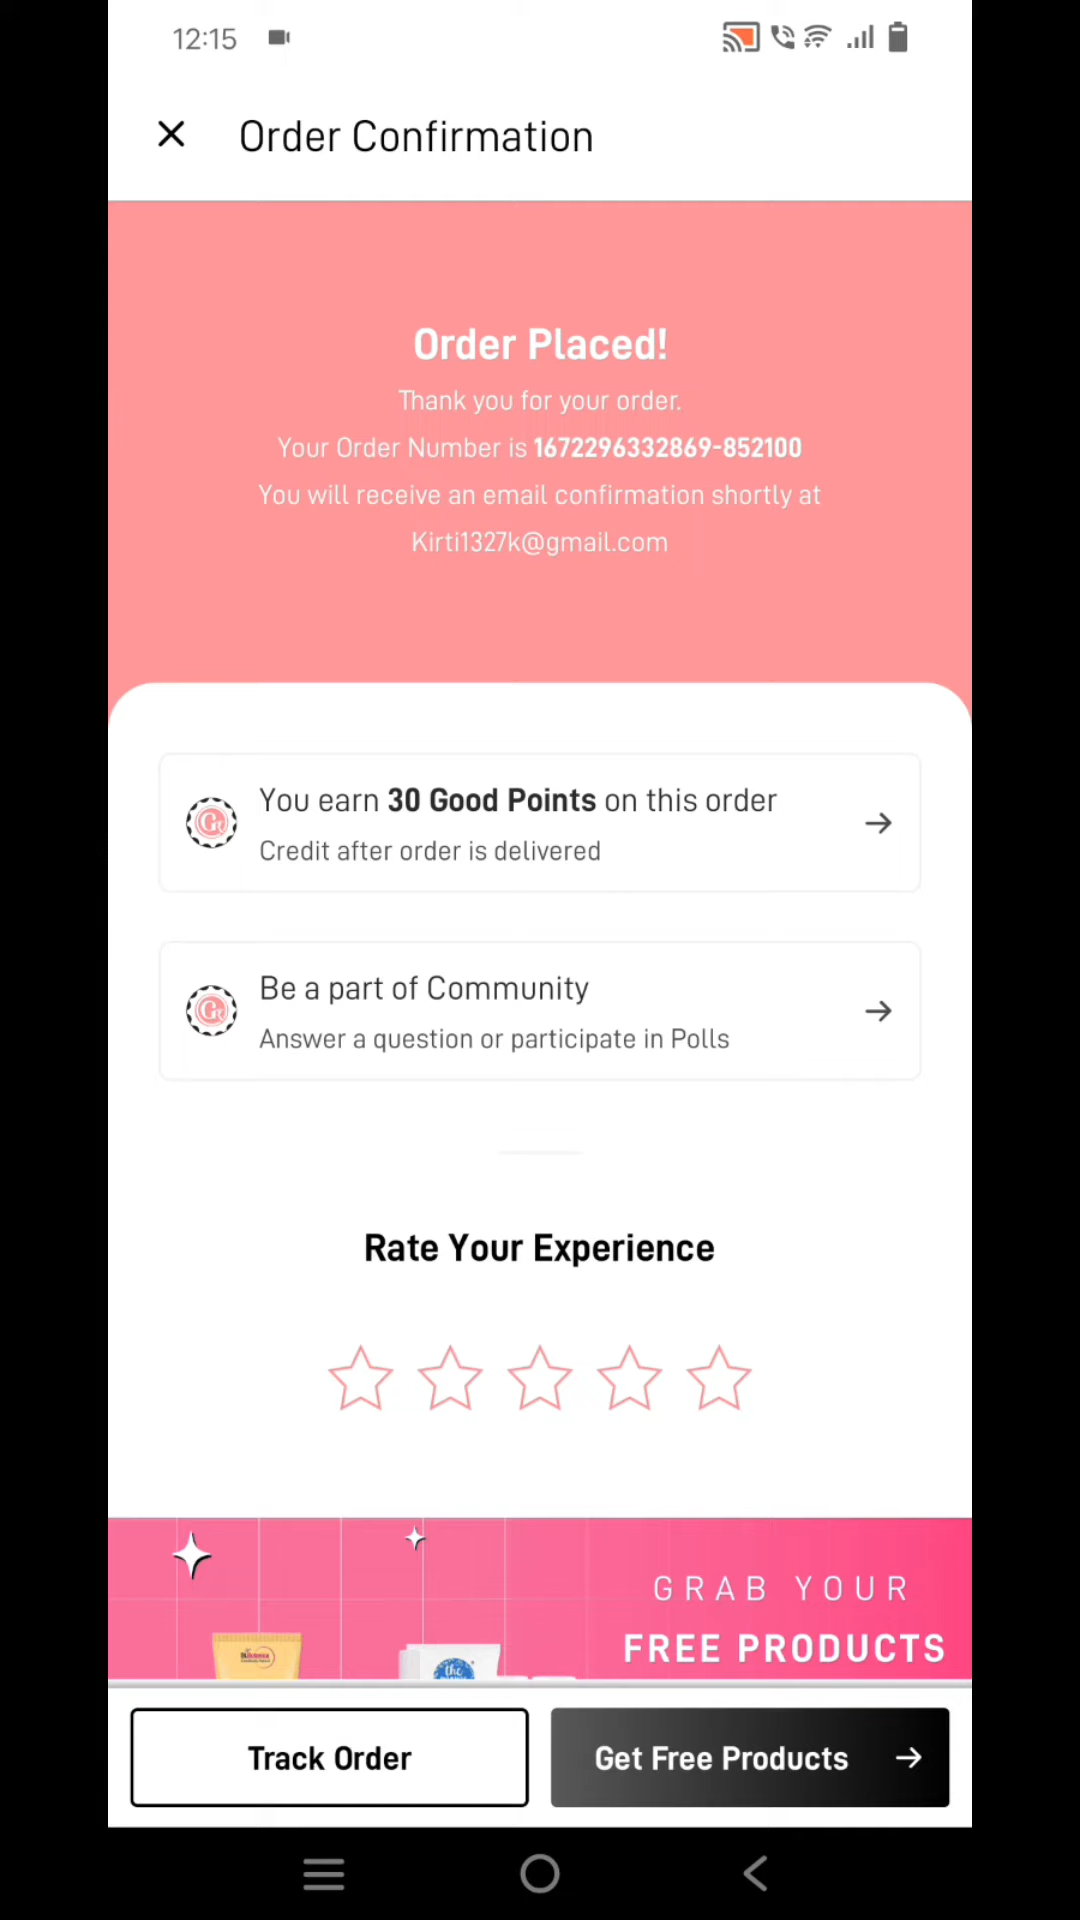 12:15
Order Confirmation
Order Placed!
Thank you for your order.
Your Order Number is 1672296332869-852100
You will receive an email confirmation shortly at
Kirti1327k@gmail.com
You earn 30 Good Points on this order
Credit after order is delivered
Be a part of Community
Answer a question or participate in Polls
Rate Your Experience
GRAB YOUR
FREE PRODUCTS
the
Track Order
Get Free Products